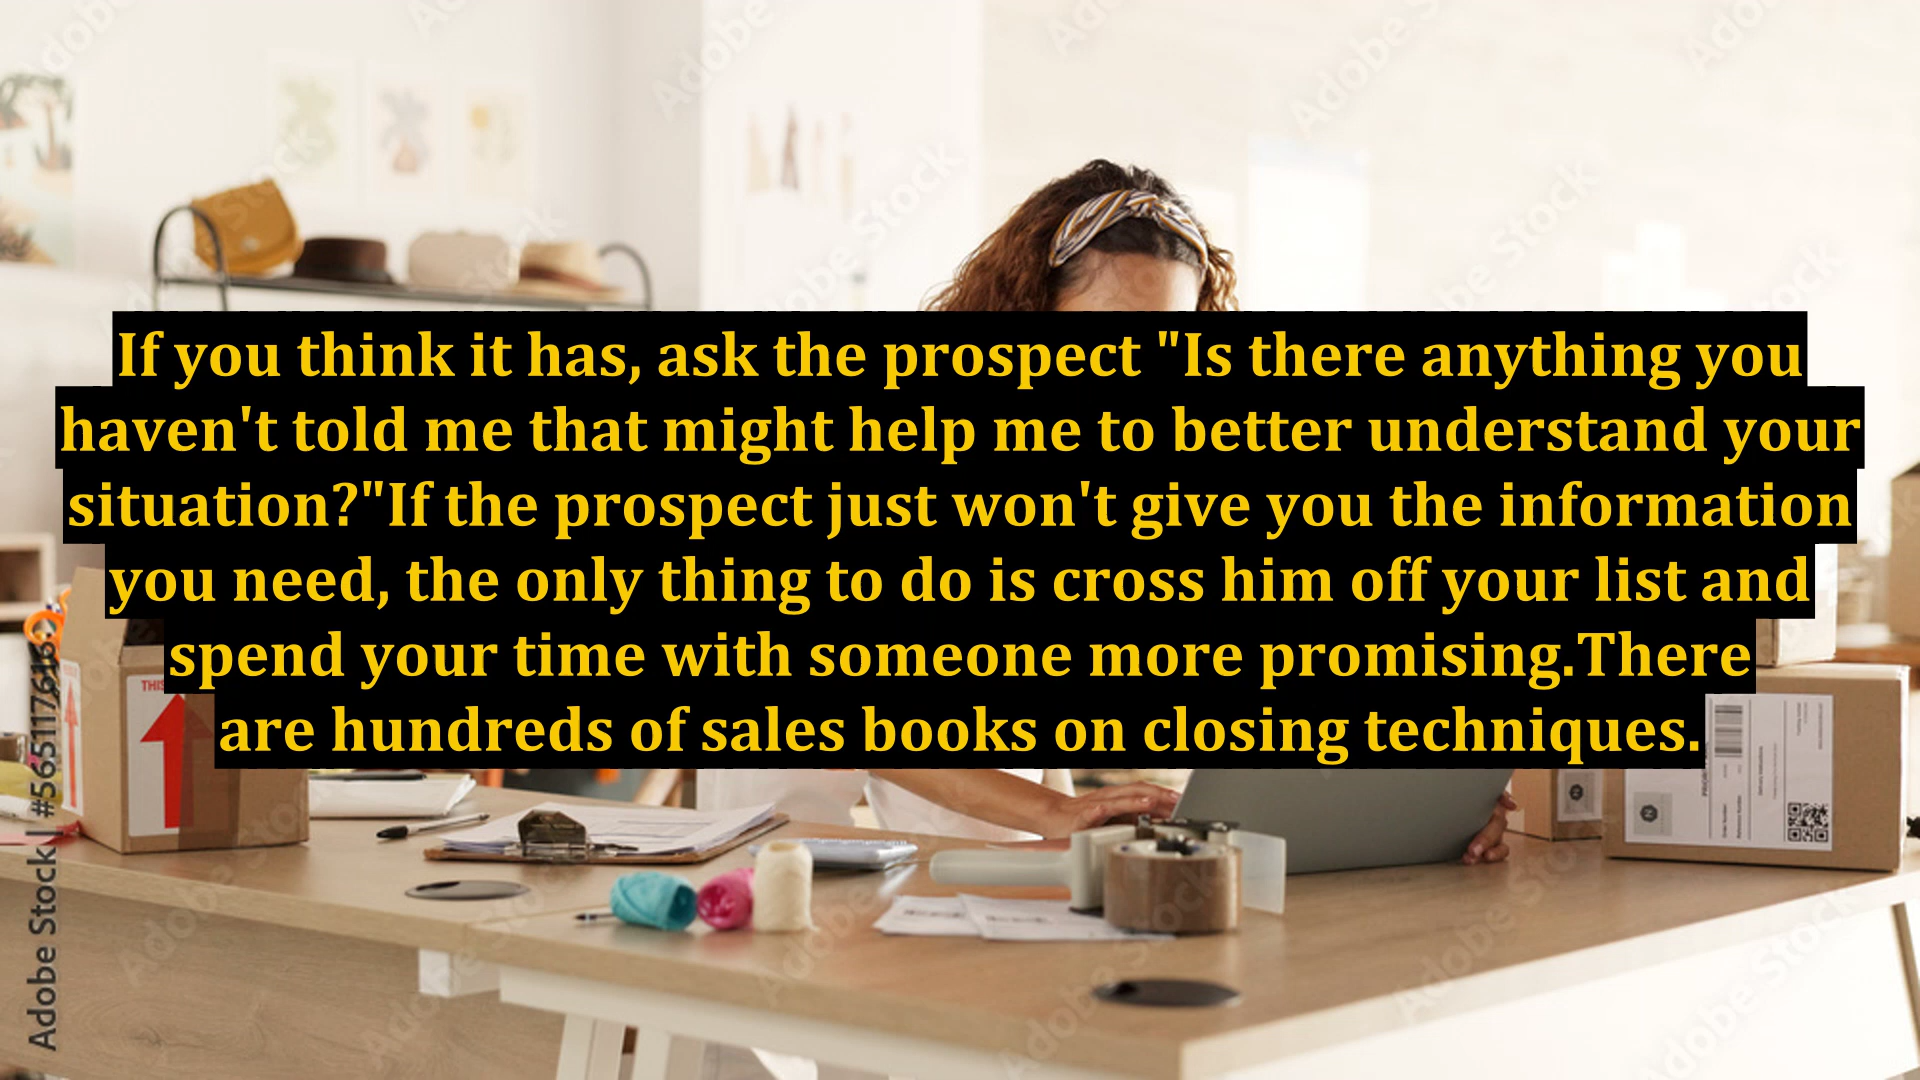 If you think it has, ask the prospect "Is there anything you
haven't told me that might help me to better understand your
situation?"If the prospect just won't give you the information
you need, the only thing to do is cross him off your list and
spend your time with someone more promising.There
are hundreds of sales books on closing techniques.
THIS
Adobe Stock | #565117616